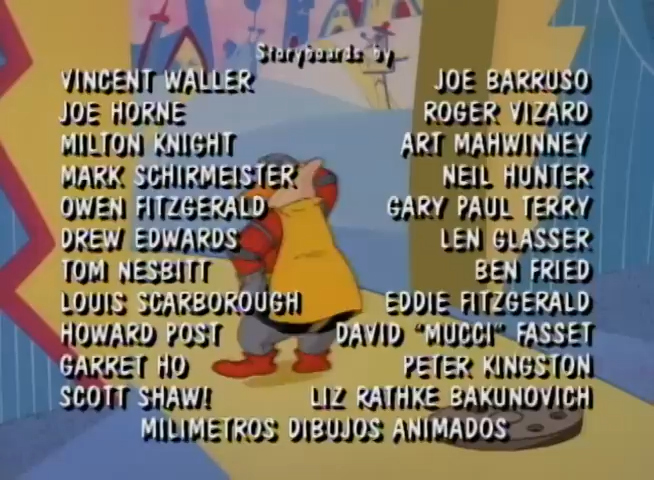 Storyboards by
VINCENT WALLER JOE BARRUSO
JOE HORNE ROGER VIZARD
MILTON KNIGHT ART MAHWINNEY
MARK SCHIRMEISTER NEIL HUNTER
OWEN FITZGERALD GARY PAUL TERRY
DREW EDWARDS LEN GLASSER
TOM NESBITT BEN FRIED
LOUIS SCARBOROUGH EDDIE FITZGERALD
HOWARD POST DAVID "MUCCI" FASSET
GARRET HO PETER KINGSTON
SCOTT SHAW! LIZ RATHKE BAKUNOVICH
MILIMETROS DIBUJOS ANIMADOS